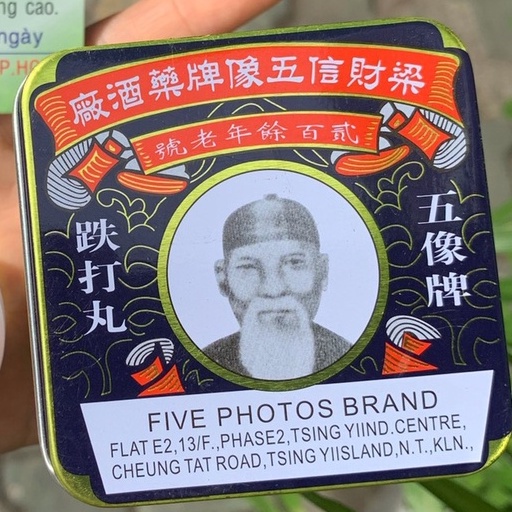 ng cao.
ngày
P.HC
梁財信五像牌藥酒廠
貳百餘年老號
五像牌
跌打丸
FIVE PHOTOS BRAND
FLAT E2,13/F.,PHASE2,TSING YIIND.CENTRE,
CHEUNG TAT ROAD,TSING YIISLAND,N.T.,KLN.,